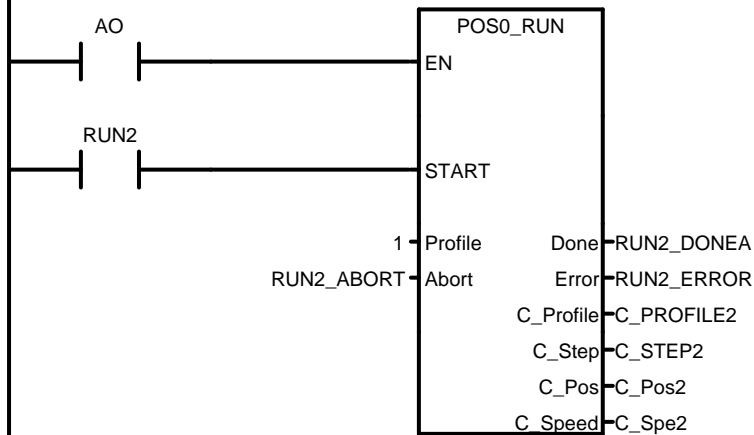 AO
POS0_RUN
EN
RUN2
START
1 Profile Done RUN2_DONEA
RUN2_ABORT Abort Error RUN2_ERROR
C_Profile C_PROFILE2
C_Step C_STEP2
C_Pos C_Pos2
C_Speed C_Spe2